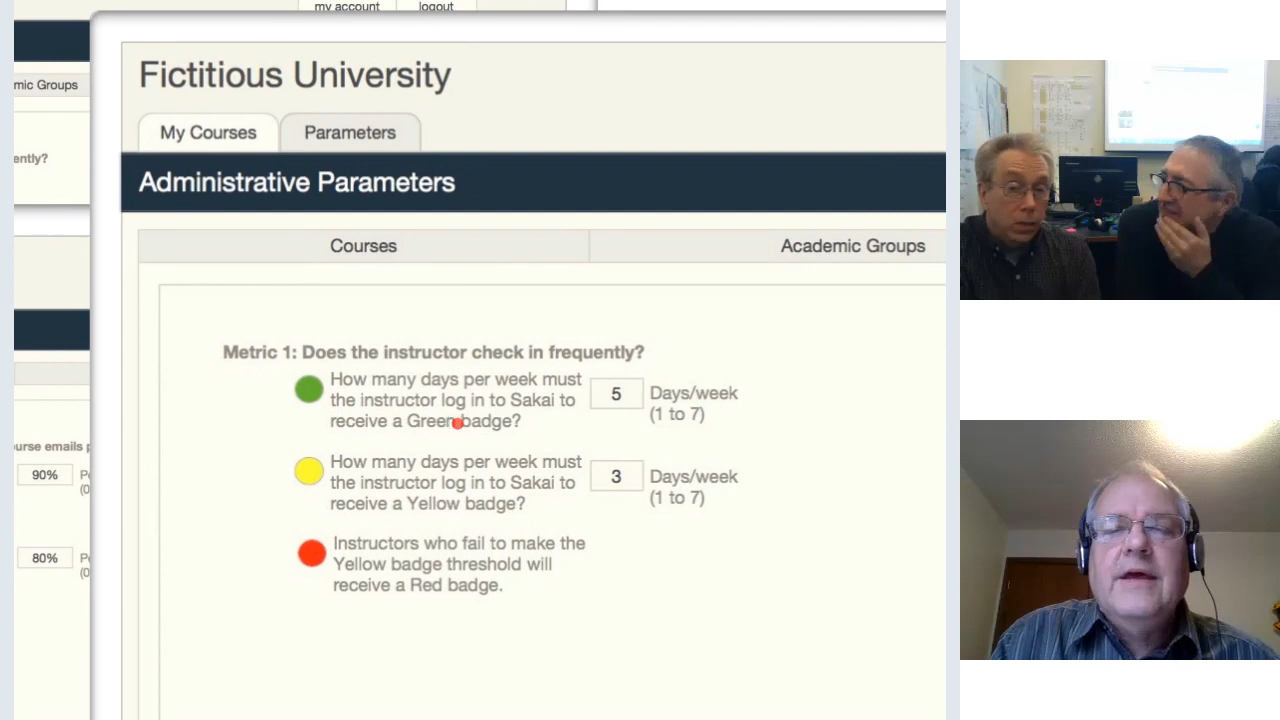 my account
logout
mic Groups
ently?
urse emails p
90%
80%
Fictitious University
My Courses
Parameters
Administrative Parameters
Courses
Academic Groups
Metric 1: Does the instructor check in frequently?
How many days per week must
the instructor log in to Sakai to
receive a Green badge?
5
Days/week
(1 to 7)
How many days per week must
the instructor log in to Sakai to
receive a Yellow badge?
3
Days/week
(1 to 7)
Instructors who fail to make the
Yellow badge threshold will
receive a Red badge.